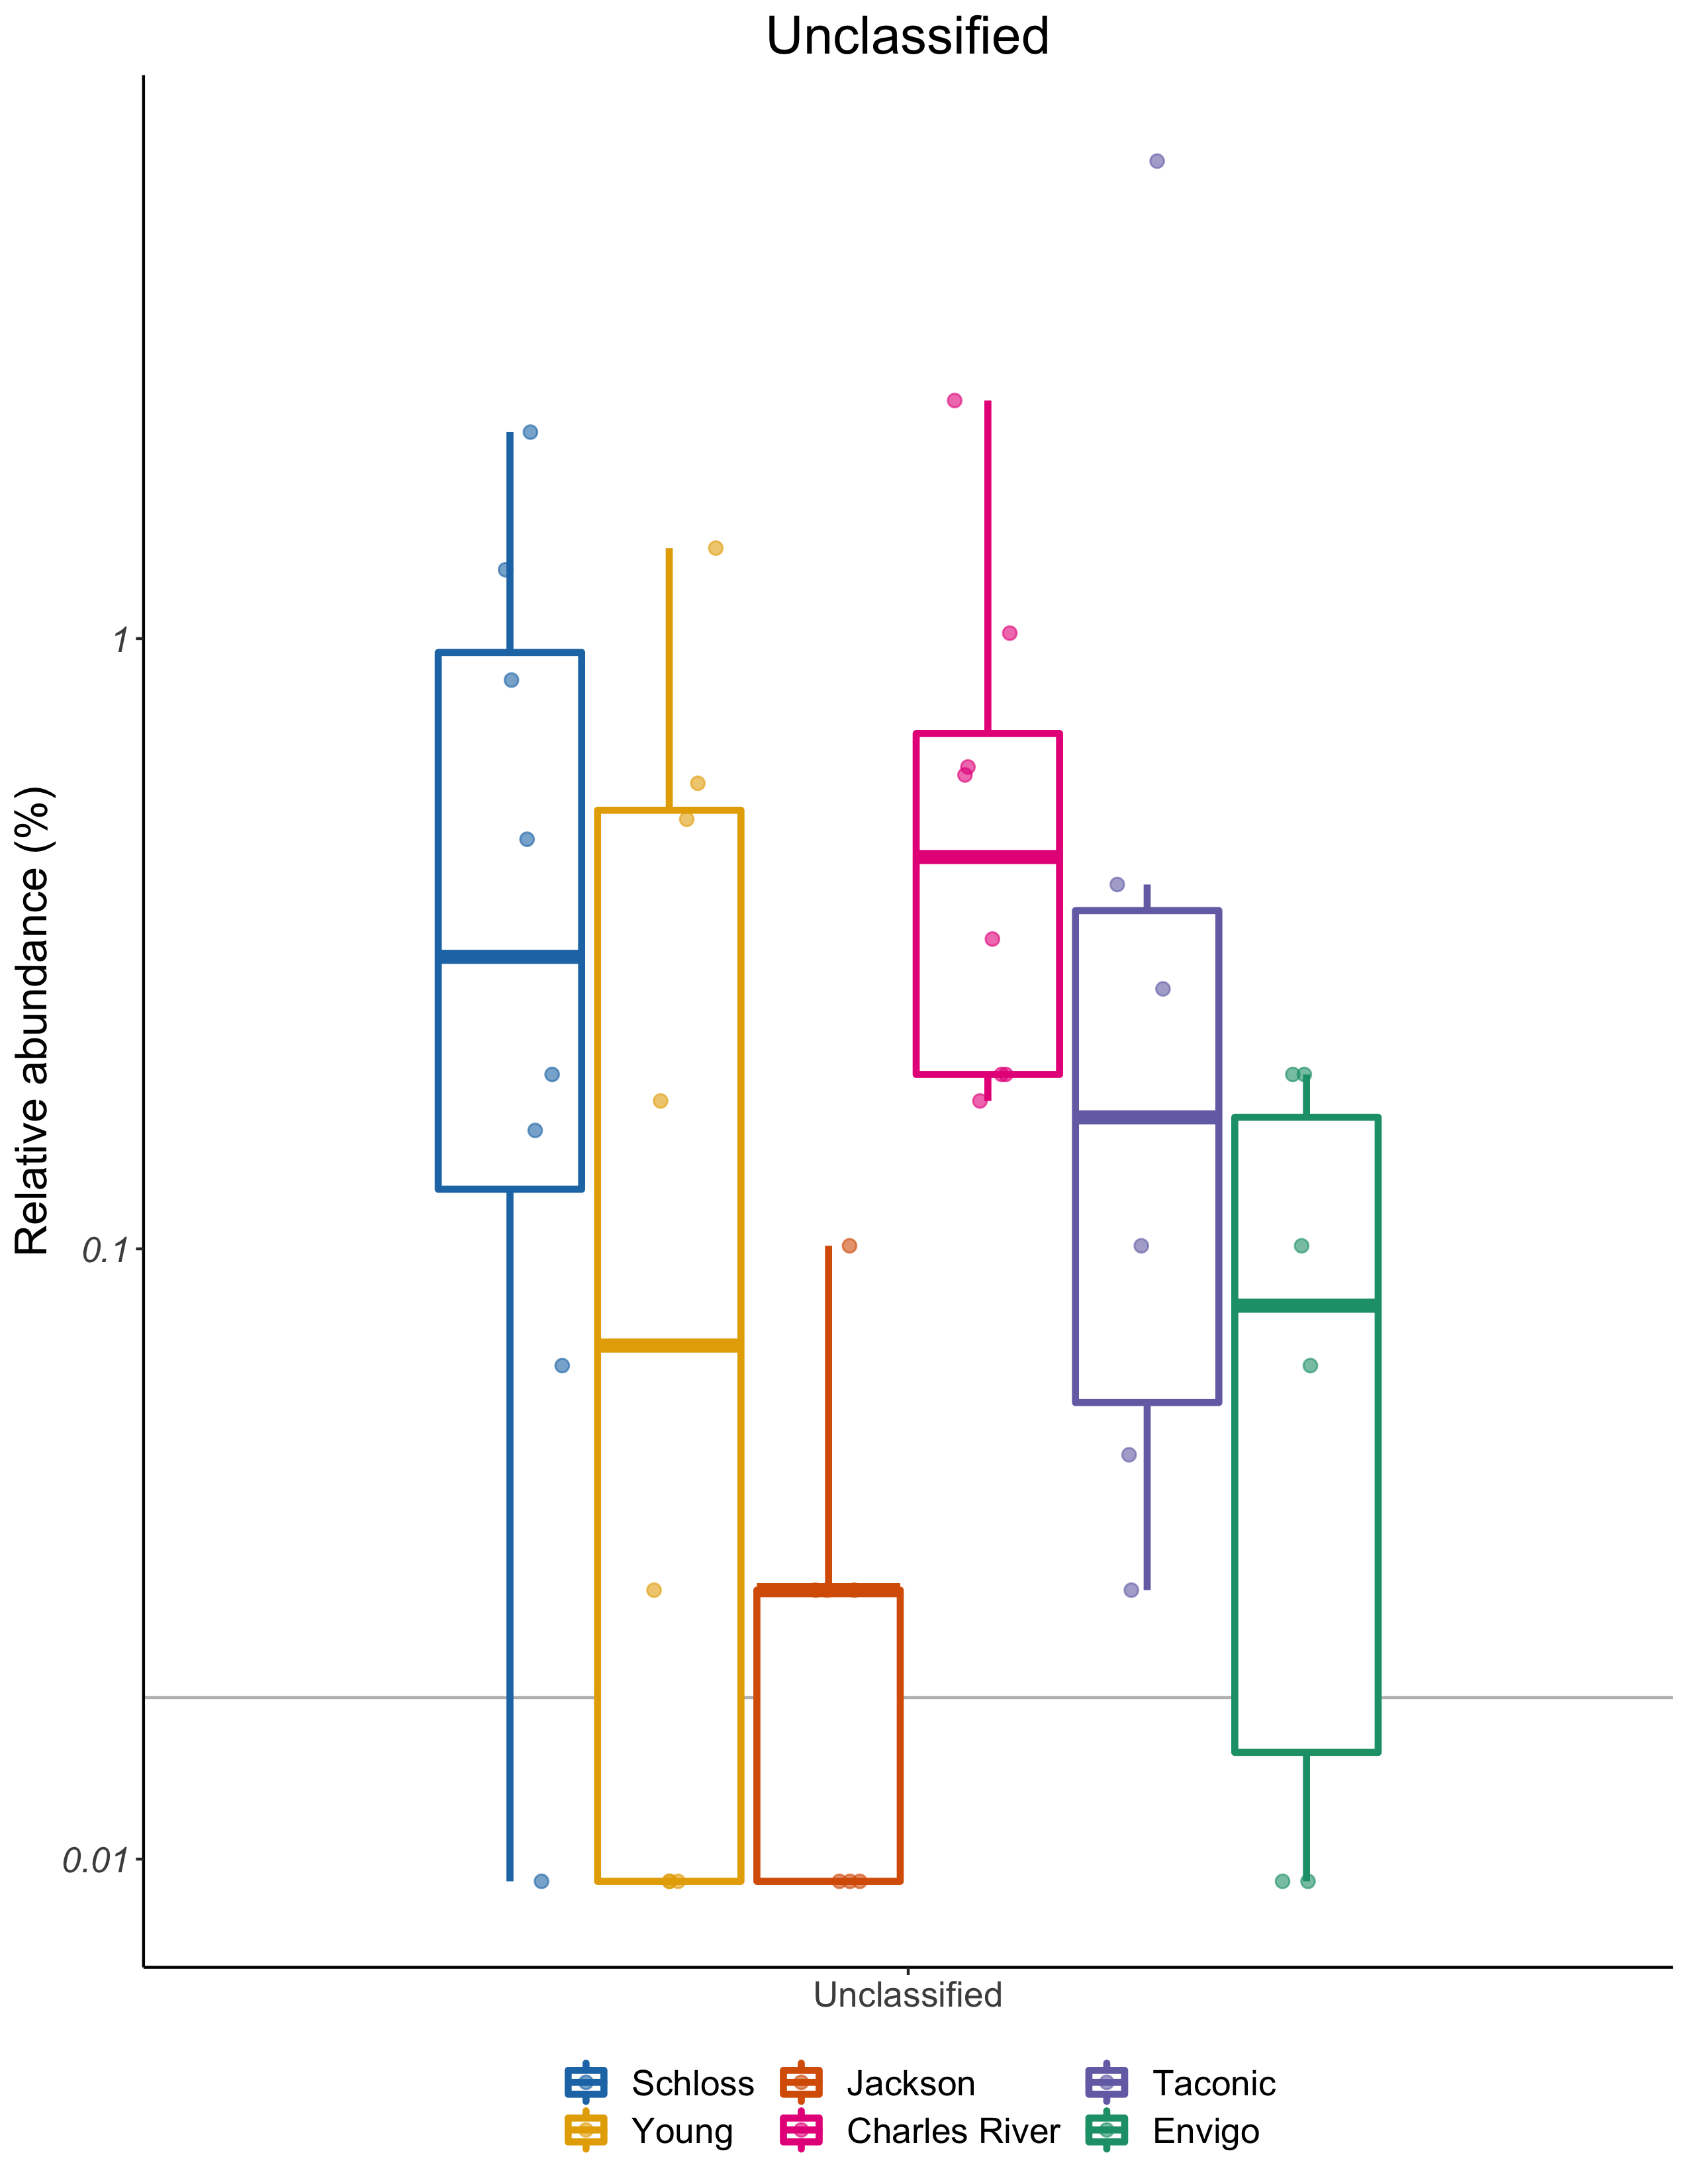 Unclassified
Relative abundance (%)
1
0.1
0.01
Unclassified
Schloss Jackson Taconic
Young Charles River Envigo